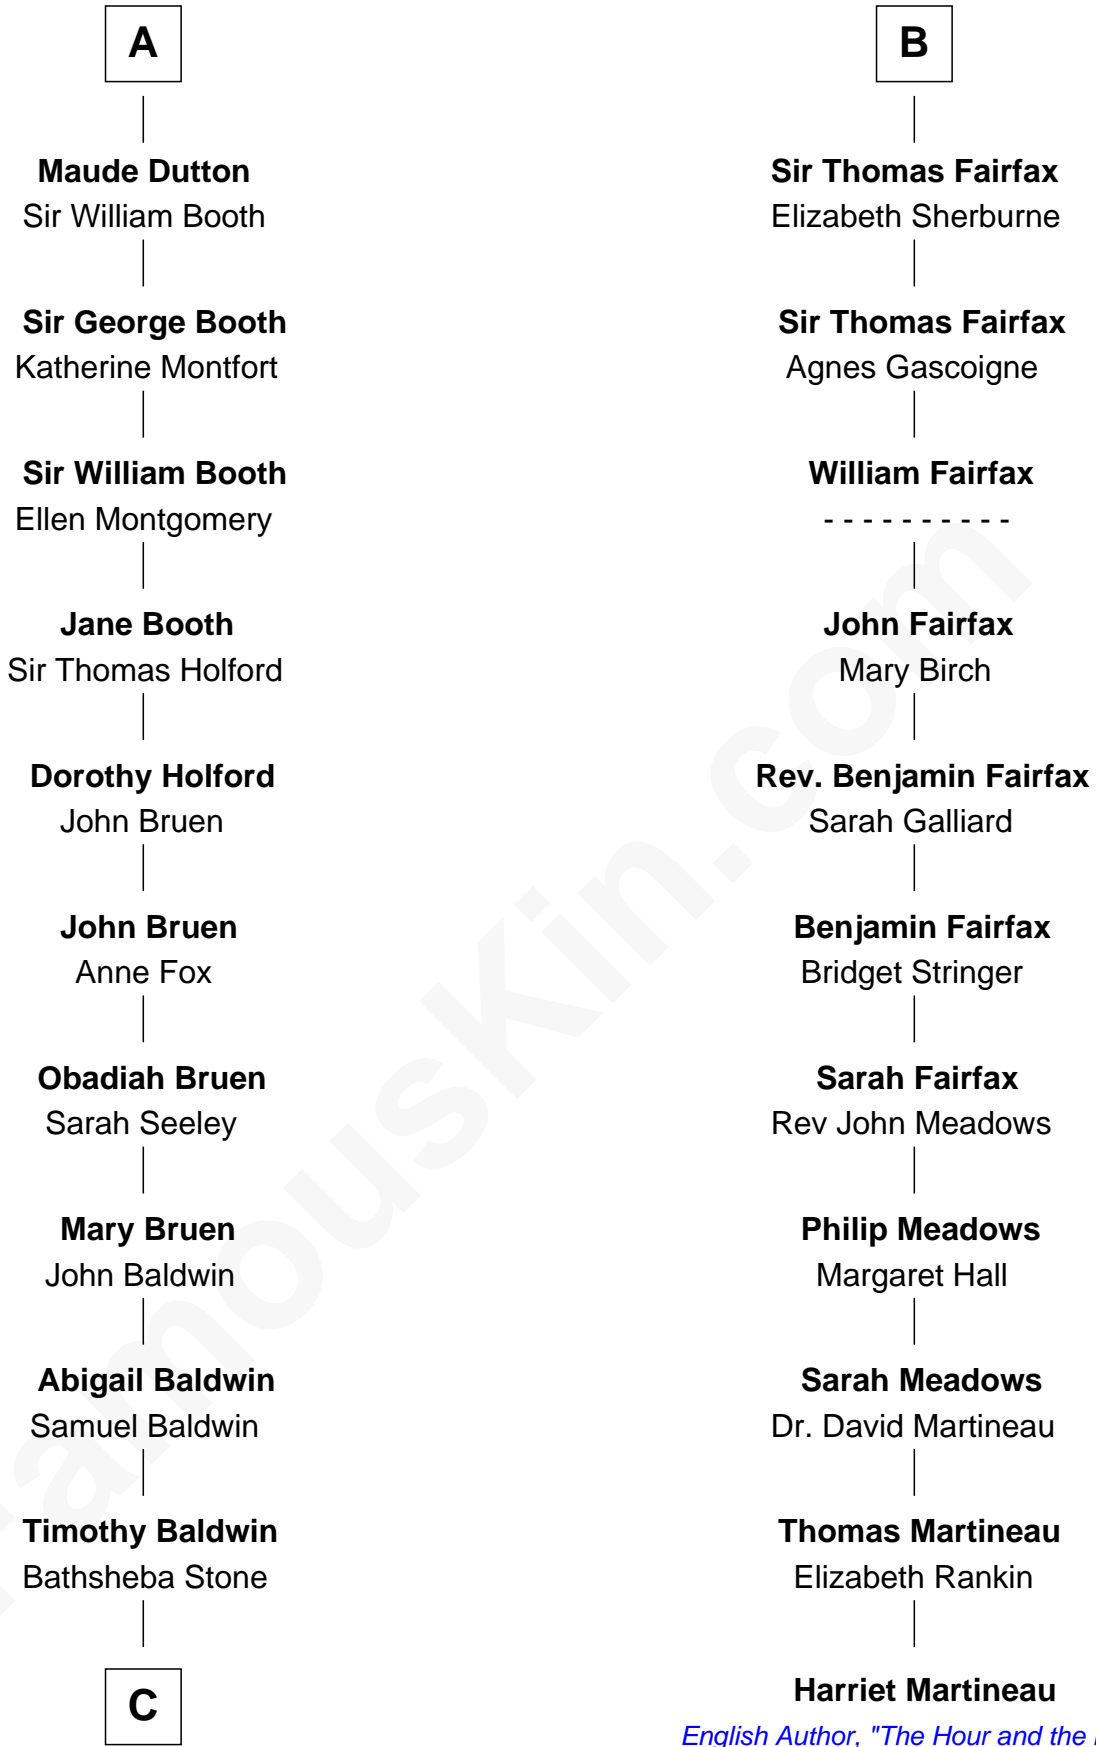 A
Maude Dutton
Sir William Booth
Sir George Booth
Katherine Montfort
Sir William Booth
Ellen Montgomery
Jane Booth
Sir Thomas Holford
Dorothy Holford
John Bruen
John Bruen
Anne Fox
Obadiah Bruen
Sarah Seeley
Mary Bruen
John Baldwin
Abigail Baldwin
Samuel Baldwin
Timothy Baldwin
Bathsheba Stone
C
B
Sir Thomas Fairfax
Elizabeth Sherburne
Sir Thomas Fairfax
Agnes Gascoigne
William Fairfax
- - - - - - - - - -
John Fairfax
Mary Birch
Rev. Benjamin Fairfax
Sarah Galliard
Benjamin Fairfax
Bridget Stringer
Sarah Fairfax
Rev John Meadows
Philip Meadows
Margaret Hall
Sarah Meadows
Dr. David Martineau
Thomas Martineau
Elizabeth Rankin
Harriet Martineau
English Author, "The Hour and the
FamousKin.com